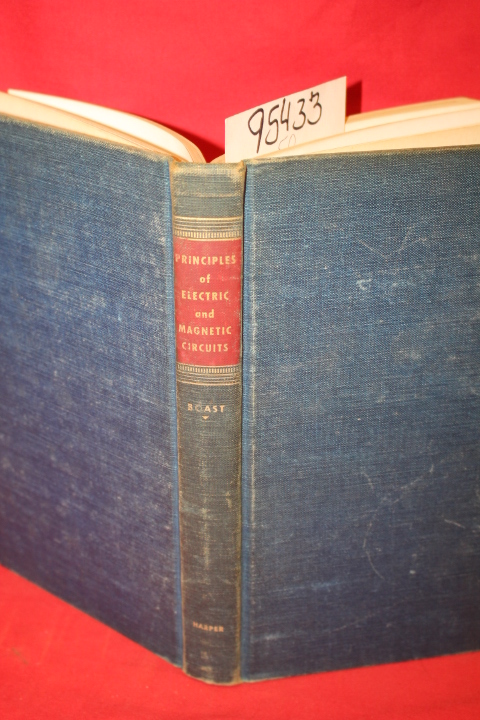 95433
PRINCIPLES
of
ELECTRIC
and
MAGNETIC
CIRCUITS
BOAST
HARPER